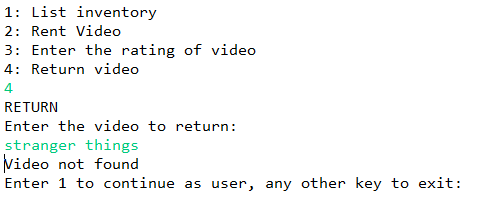 1: List inventory
2: Rent Video
3: Enter the rating of video
4: Return video
4
RETURN
Enter the video to return:
stranger things
Video not found
Enter 1 to continue as user, any other key to exit: